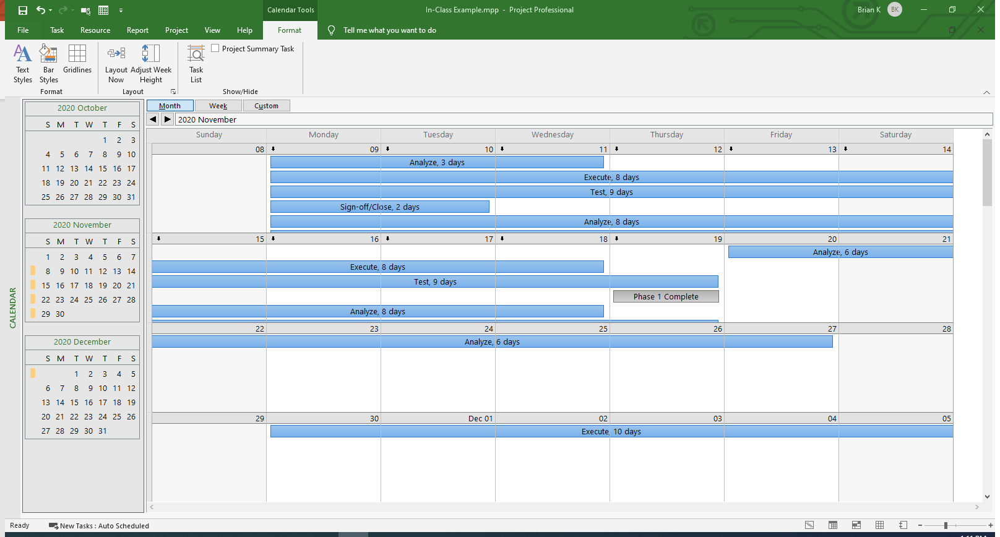 Calendar Tools
In-Class Example.mpp - Project Professional
Brian K
BK
File Task Resource Report Project View Help Format Tell me what you want to do
Text Styles
Bar Styles
Gridlines
Format
Layout Now
Adjust Week Height
Layout
Task List
Project Summary Task
Show/Hide
CALENDAR
2020 October
S M T W T F S
1 2 3
4 5 6 7 8 9 10
11 12 13 14 15 16 17
18 19 20 21 22 23 24
25 26 27 28 29 30 31
2020 November
S M T W T F S
1 2 3 4 5 6 7
8 9 10 11 12 13 14
15 16 17 18 19 20 21
22 23 24 25 26 27 28
29 30
2020 December
S M T W T F S
1 2 3 4 5
6 7 8 9 10 11 12
13 14 15 16 17 18 19
20 21 22 23 24 25 26
27 28 29 30 31
Month Week Custom
2020 November
Sunday Monday Tuesday Wednesday Thursday Friday Saturday
08 09 10 11 12 13 14
Analyze, 3 days
Execute, 8 days
Test, 9 days
Sign-off/Close, 2 days
Analyze, 8 days
15 16 17 18 19 20 21
Analyze, 6 days
Execute, 8 days
Test, 9 days
Phase 1 Complete
Analyze, 8 days
22 23 24 25 26 27 28
Analyze, 6 days
29 30 Dec 01 02 03 04 05
Execute, 10 days
Ready
New Tasks : Auto Scheduled